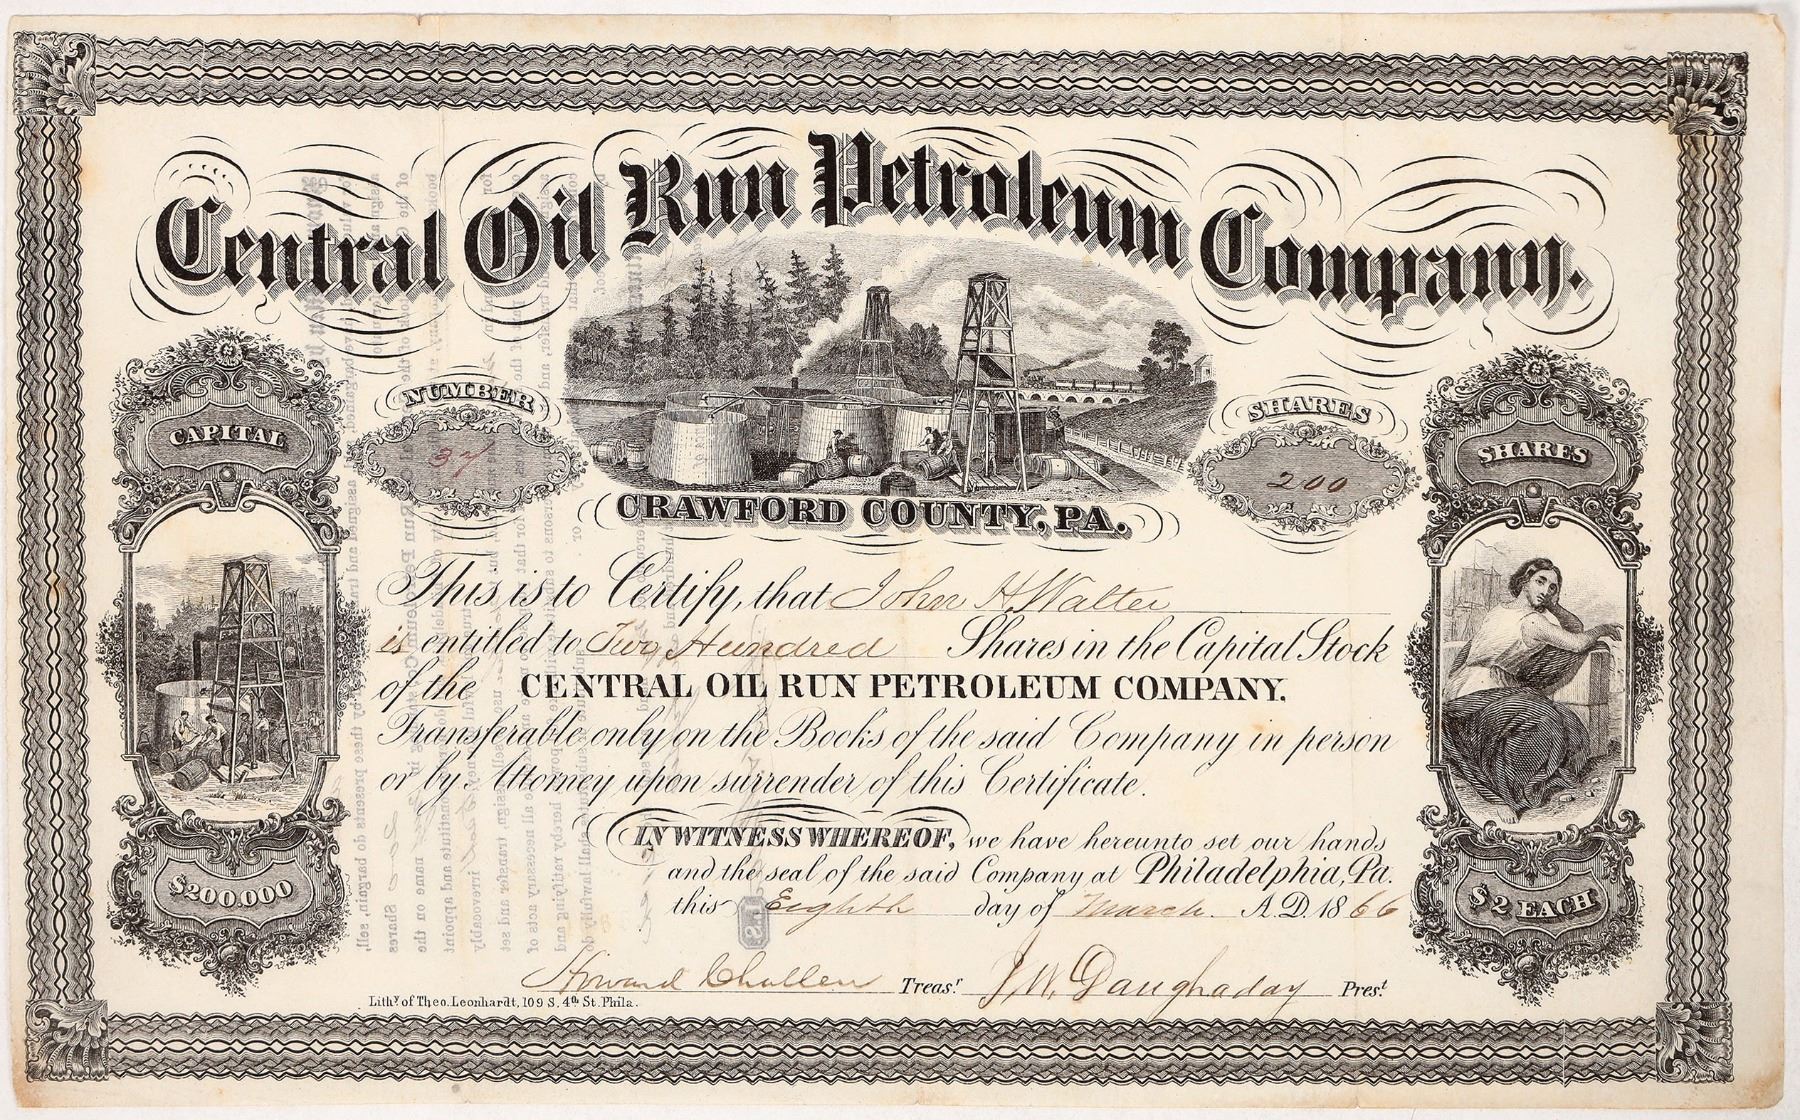 Central Oil Run Petroleum Company.
NUMBER
37
SHARES
200
CAPITAL
$200.000
SHARES
$2 EACH
CRAWFORD COUNTY, PA.
This is to Certify, that John H. Walter
is entitled to Two Hundred Shares in the Capital Stock
of the CENTRAL OIL RUN PETROLEUM COMPANY.
Transferable only on the Books of the said Company in person
or by Attorney upon surrender of this Certificate.
IN WITNESS WHEREOF, we have hereunto set our hands
and the seal of the said Company at Philadelphia, Pa.
this Eighth day of March. A.D. 1866
Howard Challen Treasr. J. W. Daughaday Prest.
Lithy of Theo. Leonhardt, 109 S. 4th St. Phila.